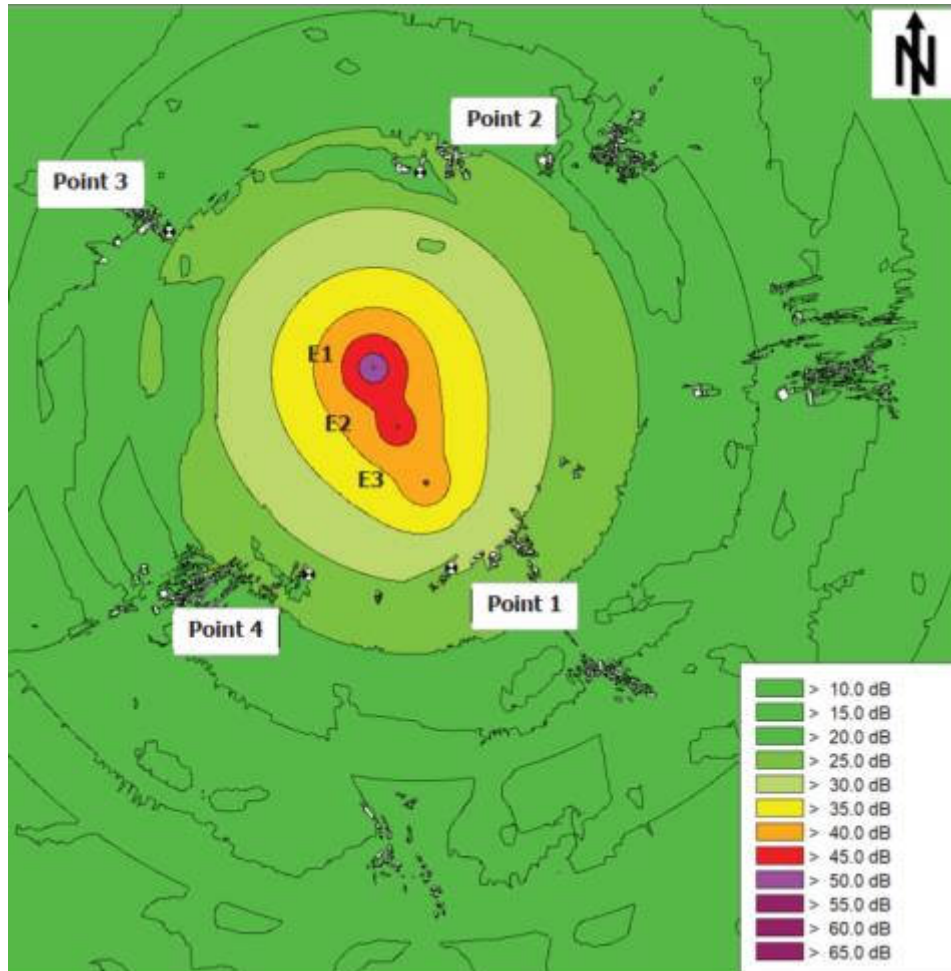 N
Point 2
Point 3
E1
E2
E3
Point 1
Point 4
> 10.0 dB
> 15.0 dB
> 20.0 dB
> 25.0 dB
> 30.0 dB
> 35.0 dB
> 40.0 dB
> 45.0 dB
> 50.0 dB
> 55.0 dB
> 60.0 dB
> 65.0 dB